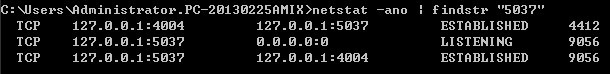 C:\Users\Administrator.PC-20130225AMIX>netstat -ano | findstr "5037"
TCP 127.0.0.1:4004 127.0.0.1:5037 ESTABLISHED 4412
TCP 127.0.0.1:5037 0.0.0.0:0 LISTENING 9056
TCP 127.0.0.1:5037 127.0.0.1:4004 ESTABLISHED 9056